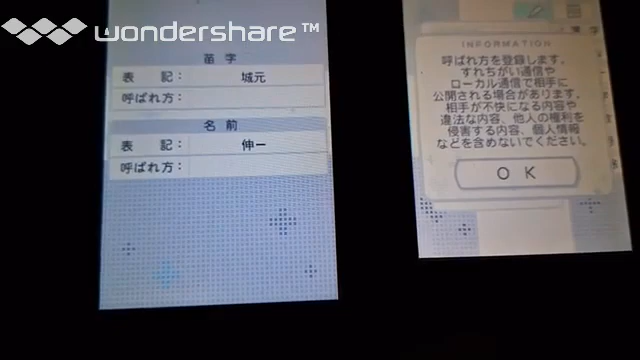 wondershare™
苗字
表記: 城元
呼ばれ方:
名前
表記: 伸一
呼ばれ方:
INFORMATION
呼ばれ方を登録します。
すれちがい通信や
ローカル通信で相手に
公開される場合があります。
相手が不快になる内容や
違法な内容、他人の権利を
侵害する内容、個人情報
などを含めないでください。
OK